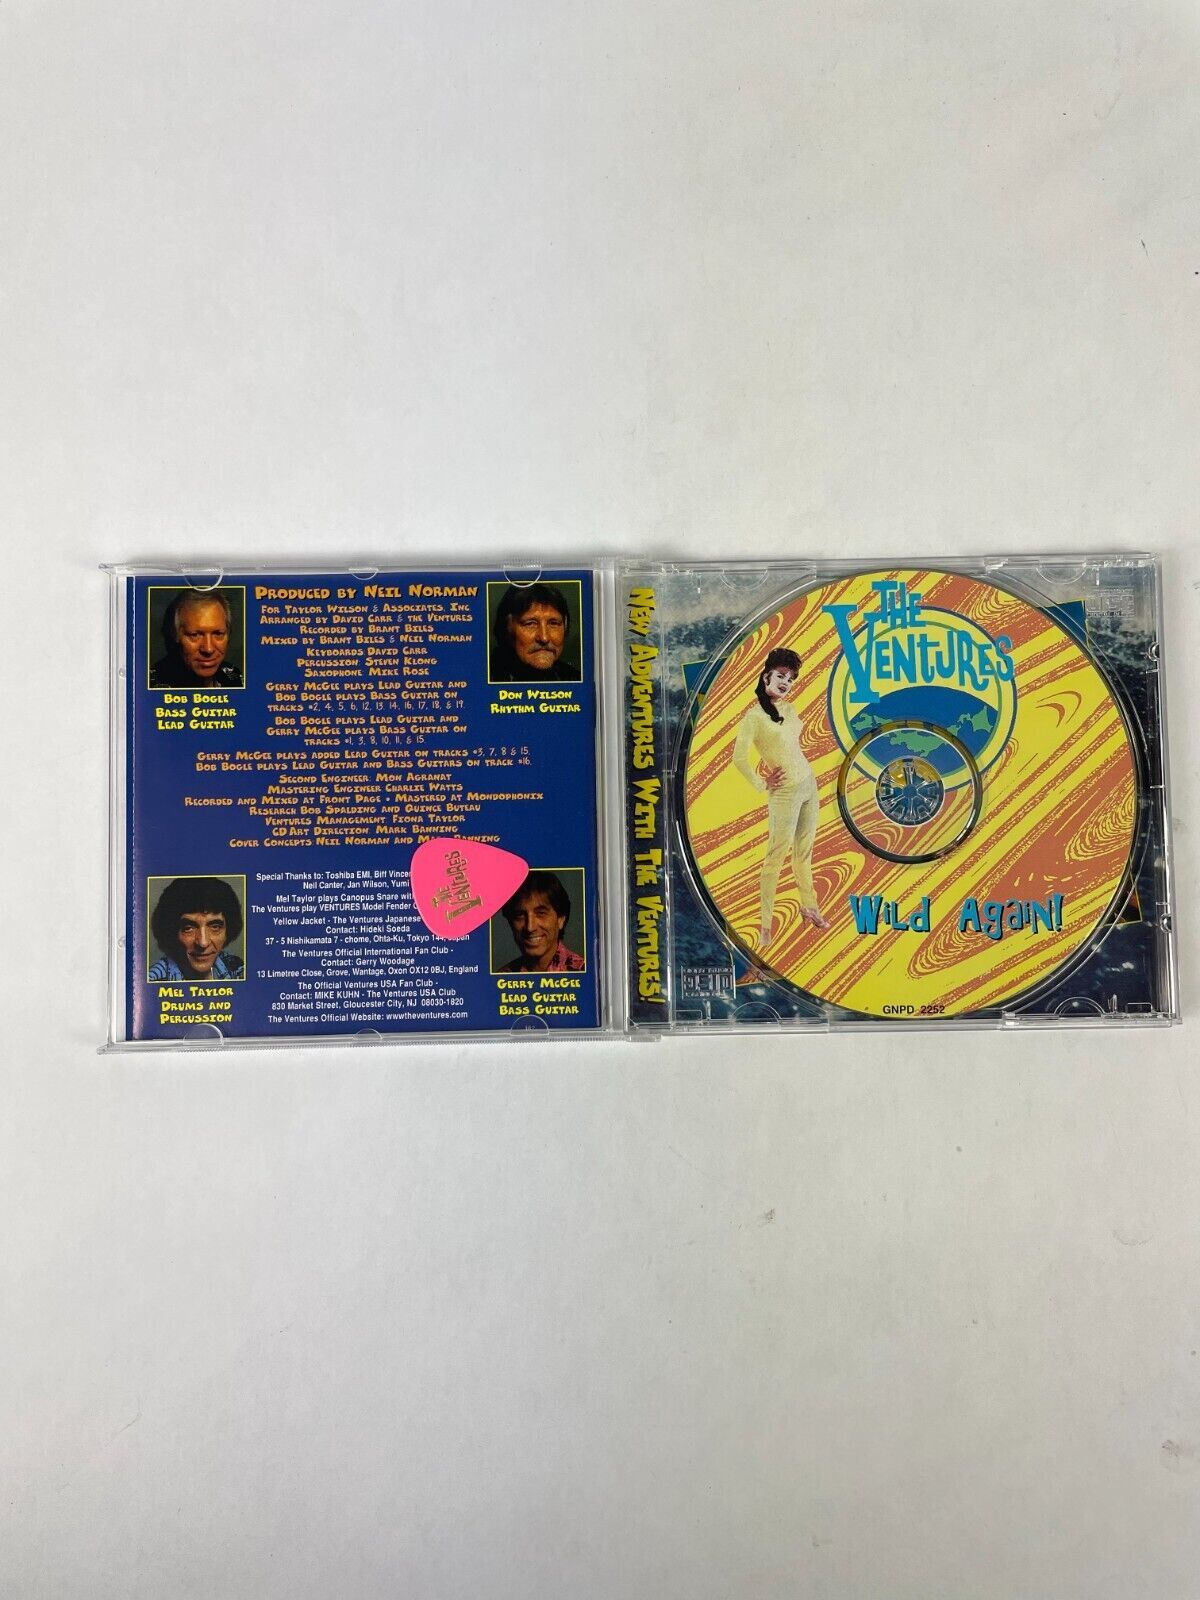 PRODUCED BY NEIL NORMAN
FOR TAYLOR WILSON & ASSOCIATES, INC.
ARRANGED BY DAVID CARR & THE VENTURES
RECORDED BY BRANT BILES
MIXED BY BRANT BILES & NEIL NORMAN
KEYBOARDS DAVID CARR
PERCUSSION: STEVEN KLONG
SAXOPHONE MIKE ROSE
GERRY MCGEE PLAYS LEAD GUITAR AND
BOB BOGLE PLAYS BASS GUITAR ON
TRACKS #2, 4, 5, 6, 12, 13, 14, 16, 17, 18, & 19.
BOB BOGLE PLAYS LEAD GUITAR AND
GERRY MCGEE PLAYS BASS GUITAR ON
TRACKS #1, 3, 8, 10, 11, & 15.
GERRY MCGEE PLAYS ADDED LEAD GUITAR ON TRACKS #3, 7, 8 & 15.
BOB BOGLE PLAYS LEAD GUITAR AND BASS GUITARS ON TRACK #16.
SECOND ENGINEER: MON AGRANAT
MASTERING ENGINEER CHARLIE WATTS
RECORDED AND MIXED AT FRONT PAGE • MASTERED AT MONDOPHONIX
RESEARCH BOB SPALDING AND QUINCE BUTEAU
VENTURES MANAGEMENT: FIONA TAYLOR
CD ART DIRECTION: MARK BANNING
COVER CONCEPTS NEIL NORMAN AND BANNING
BOB BOGLE
BASS GUITAR
LEAD GUITAR
DON WILSON
RHYTHM GUITAR
Special Thanks to: Toshiba EMI, Biff
Neil Canter, Jan Wilson, Yumi
Mel Taylor plays Canopus Snare with
The Ventures play VENTURES Model Fender
Yellow Jacket - The Ventures Japanese
Contact: Hideki Soeda
37 - 5 Nishikamata 7 - chome, Ohta-Ku, Tokyo 144, Japan
The Ventures Official International Fan Club -
Contact: Gerry Woodage
13 Limetree Close, Grove, Wantage, Oxon OX12 0BJ, England
The Official Ventures USA Fan Club -
Contact: MIKE KUHN - The Ventures USA Club
830 Market Street, Gloucester City, NJ 08030-1820
The Ventures Official Website: www.theventures.com
MEL TAYLOR
DRUMS AND
PERCUSSION
GERRY MCGEE
LEAD GUITAR
BASS GUITAR
THE
VENTURES
NEW ADVENTURES WITH THE VENTURES!
THE
VENTURES
Wild Again!
GNPD 2252